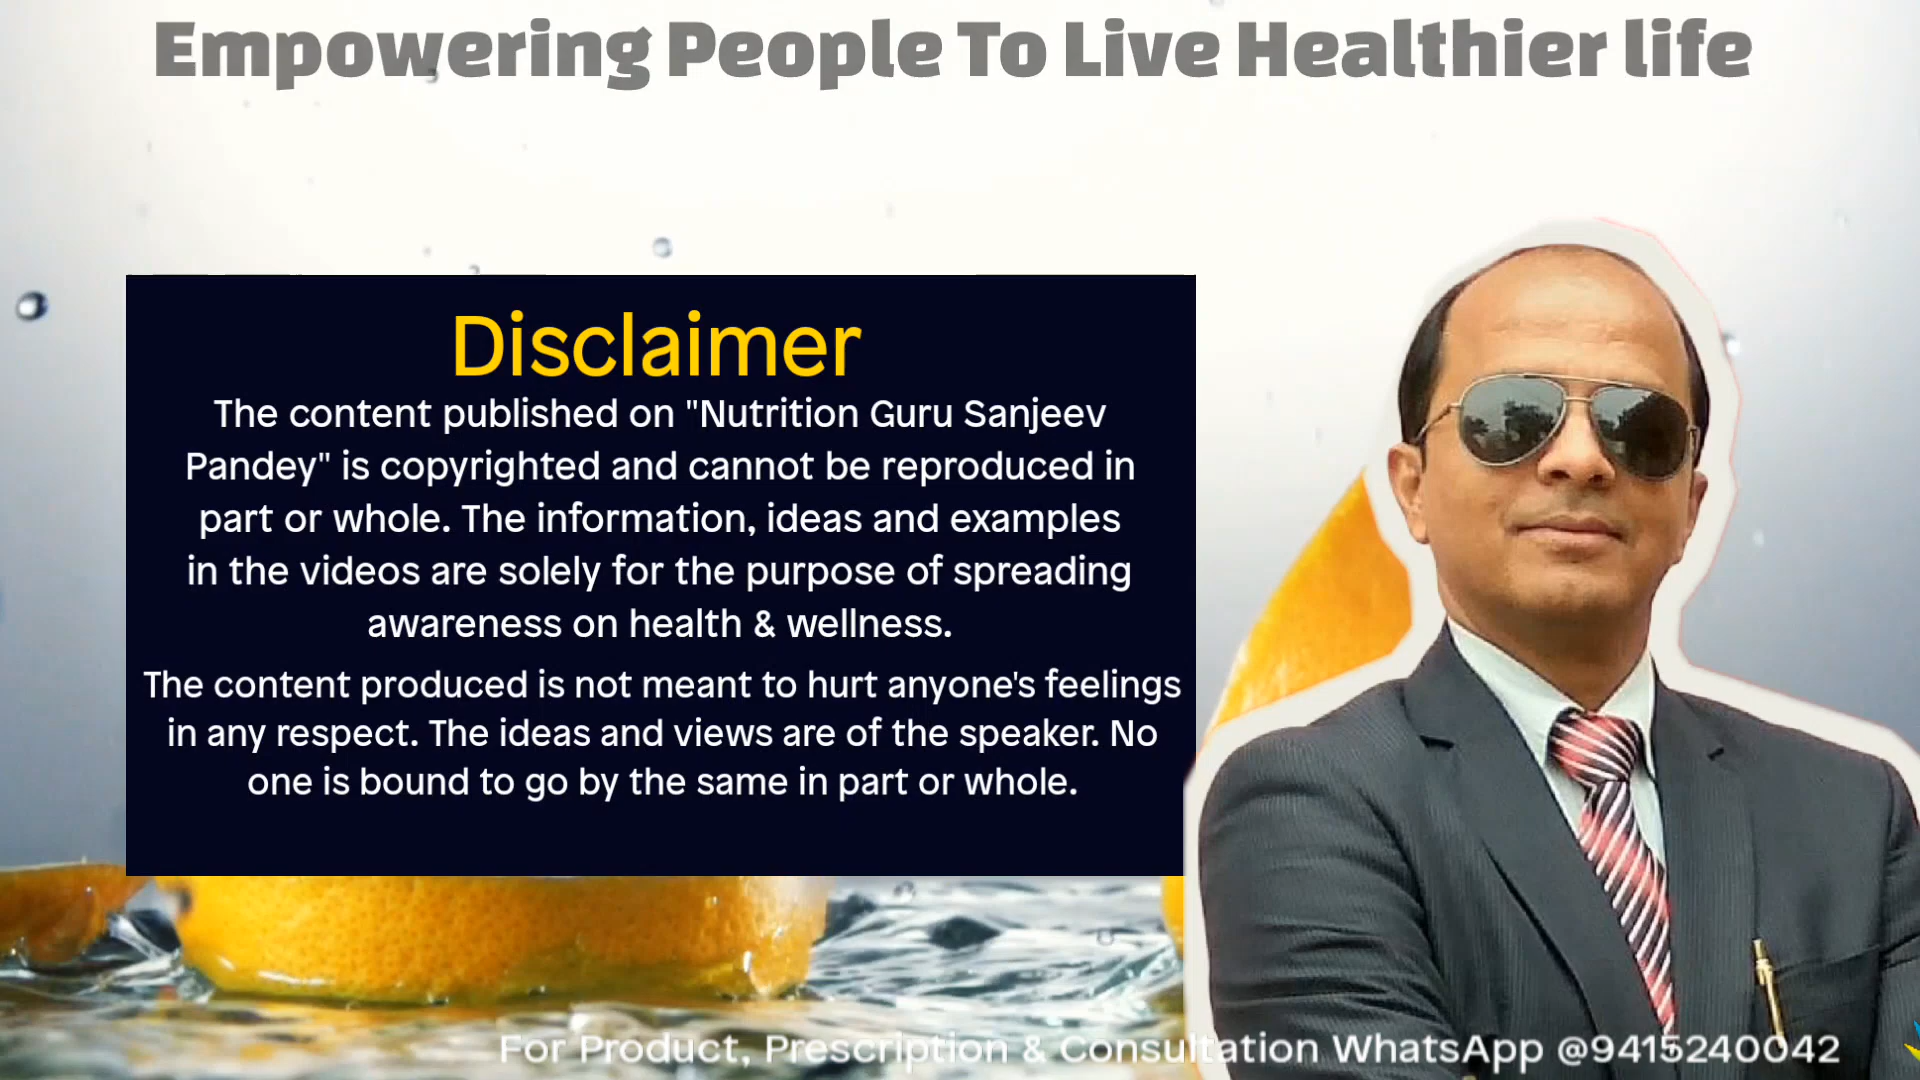 Empowering People To Live Healthier life
Disclaimer
The content published on "Nutrition Guru Sanjeev
Pandey" is copyrighted and cannot be reproduced in
part or whole. The information, ideas and examples
in the videos are solely for the purpose of spreading
awareness on health & wellness.
The content produced is not meant to hurt anyone's feelings
in any respect. The ideas and views are of the speaker. No
one is bound to go by the same in part or whole.
For Product, Prescription & Consultation WhatsApp @9415240042